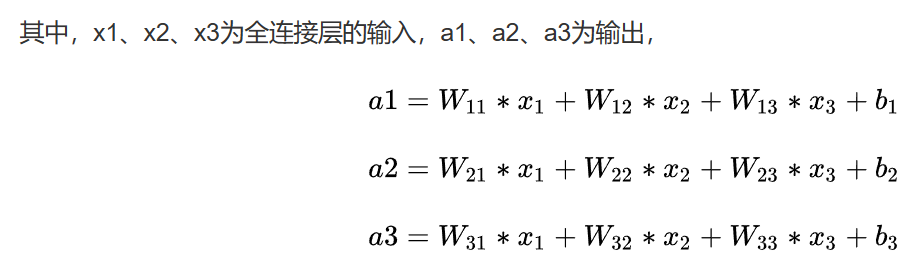 其中，x1、x2、x3为全连接层的输入，a1、a2、a3为输出，
a1 = W₁₁ * x₁ + W₁₂ * x₂ + W₁₃ * x₃ + b₁
a2 = W₂₁ * x₁ + W₂₂ * x₂ + W₂₃ * x₃ + b₂
a3 = W₃₁ * x₁ + W₃₂ * x₂ + W₃₃ * x₃ + b₃